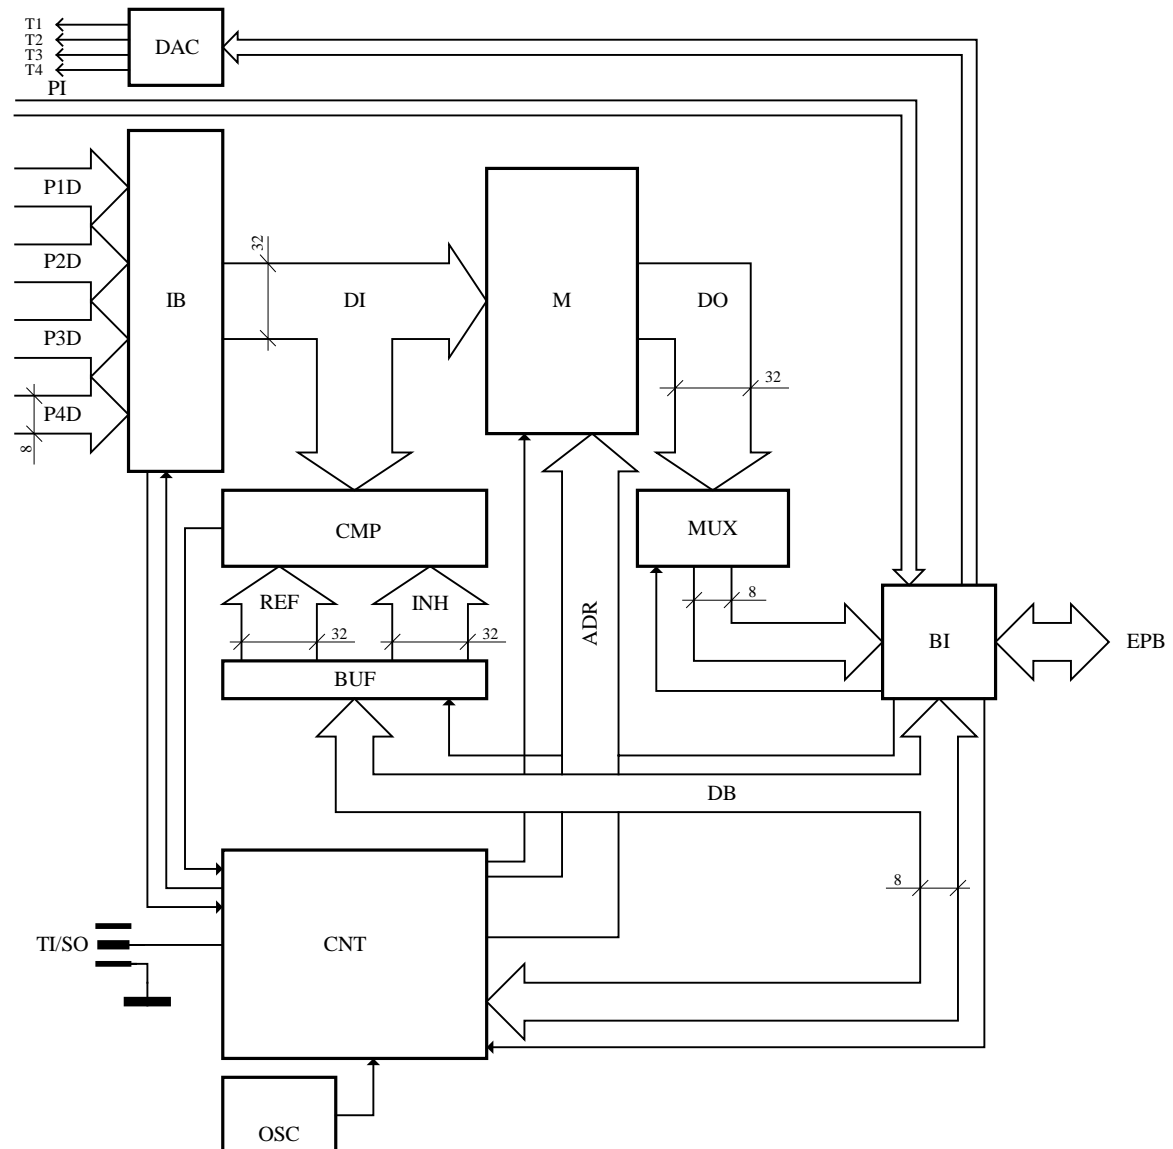 T1
T2
T3
T4
DAC
PI
P1D
P2D
P3D
P4D
8
IB
32
DI
M
DO
32
CMP
MUX
REF
INH
32
32
8
ADR
BUF
BI
EPB
DB
8
TI/SO
CNT
OSC